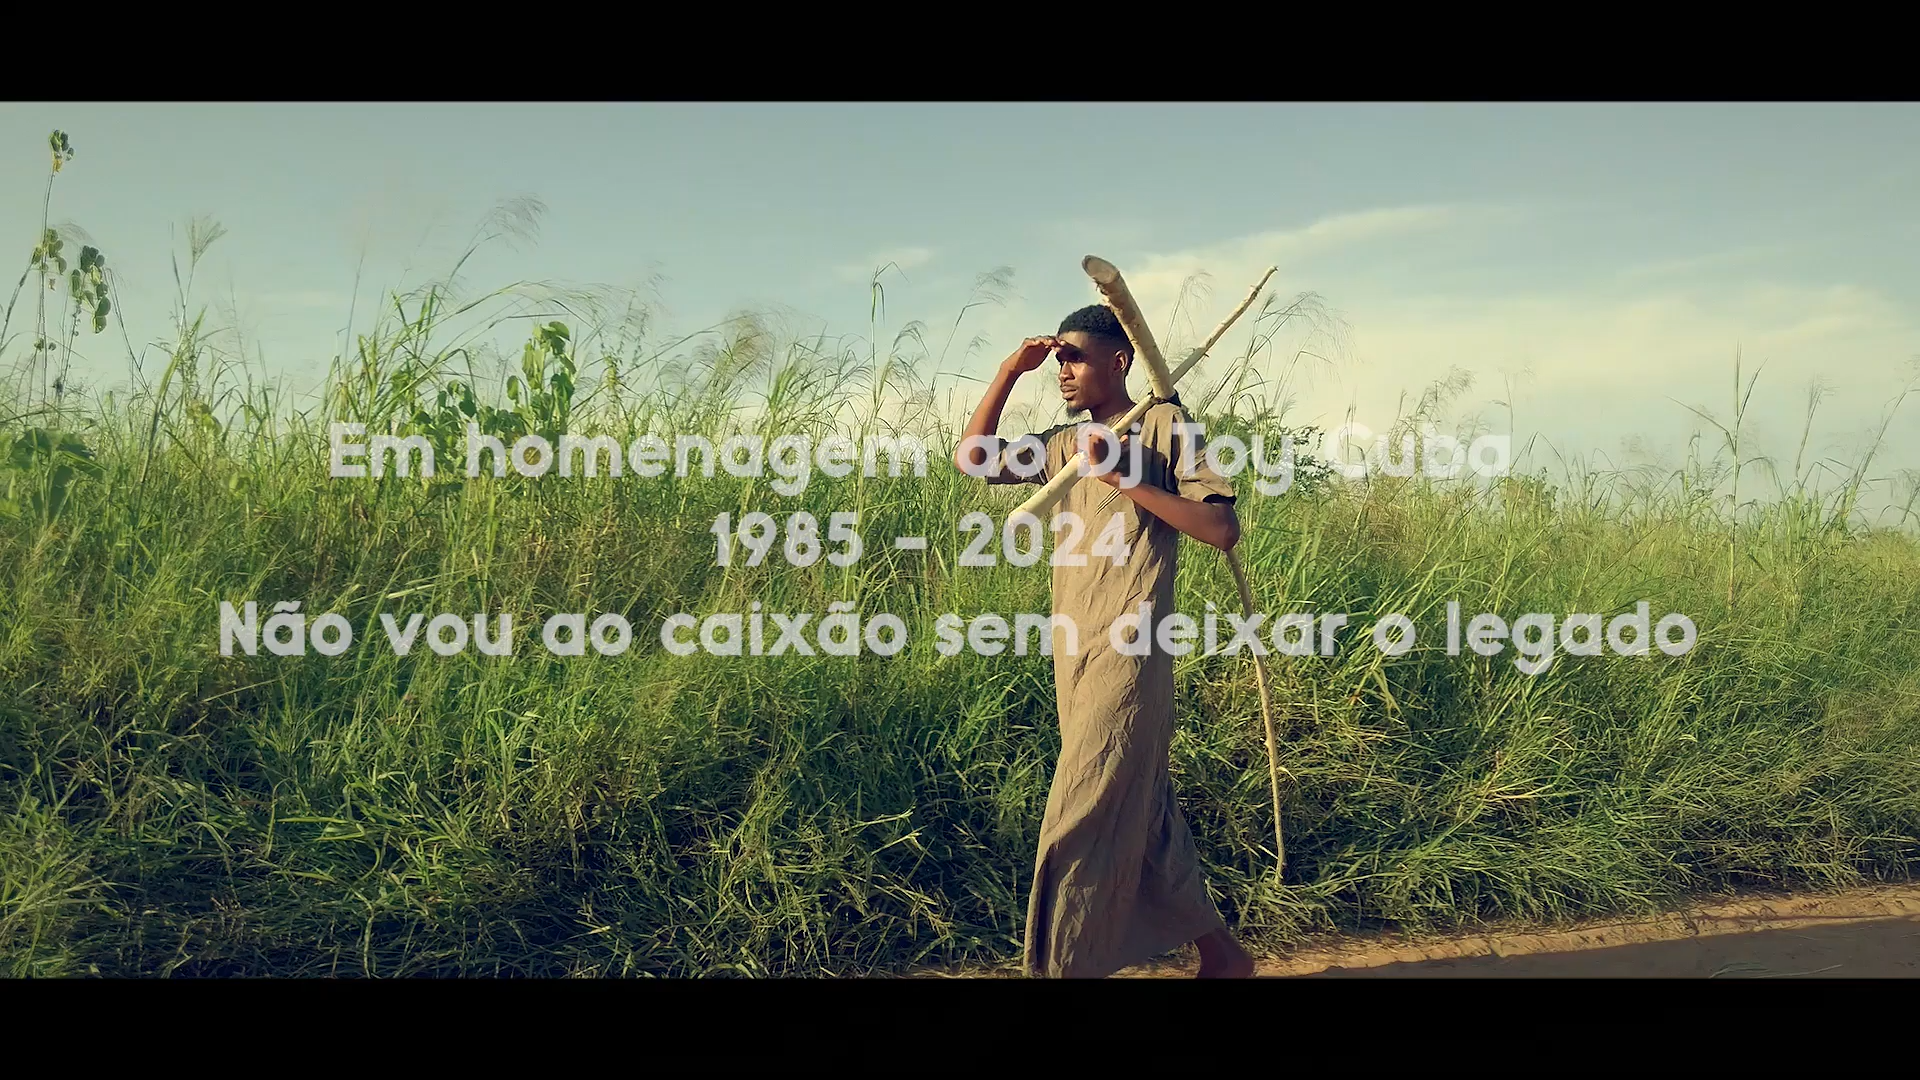 Em homenagem ao Dj Toy Cuba
1985 - 2024
Não vou ao caixão sem deixar o legado